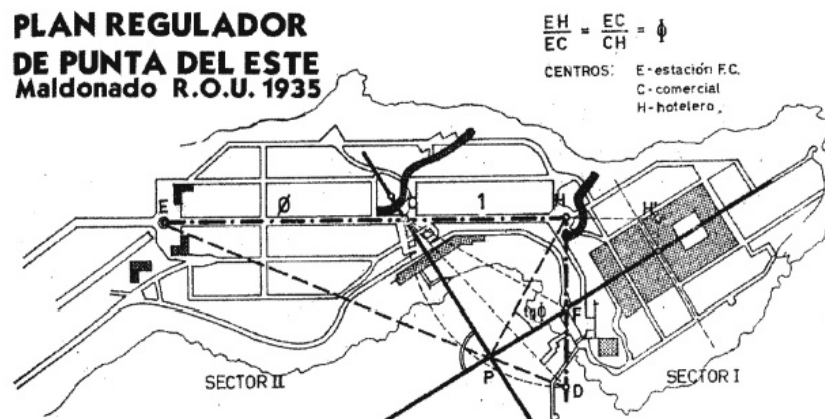 PLAN REGULADOR
DE PUNTA DEL ESTE
Maldonado R.O.U. 1935
EH/EC = EC/CH = ϕ
CENTROS: E-estación F.C.
C-comercial
H-hotelero.
E
Ø
C
1
H
H'
F
P
D
SECTOR II
SECTOR I